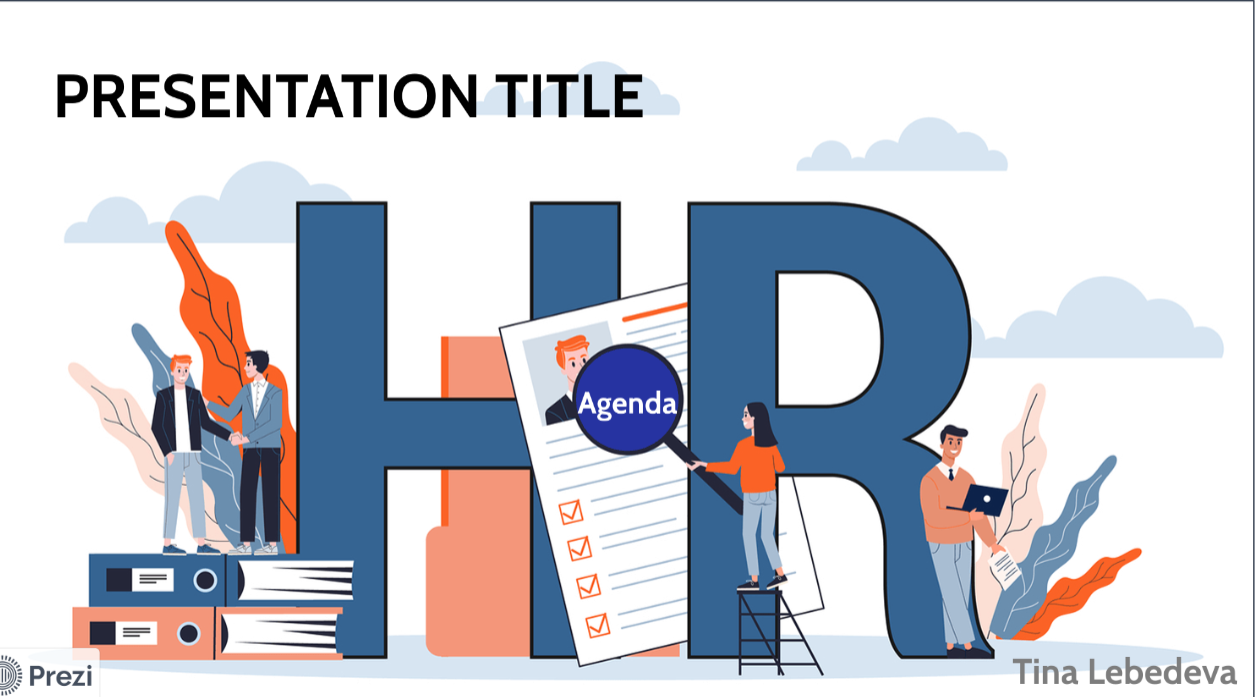 PRESENTATION TITLE
HR
Agenda
Prezi
Tina Lebedeva